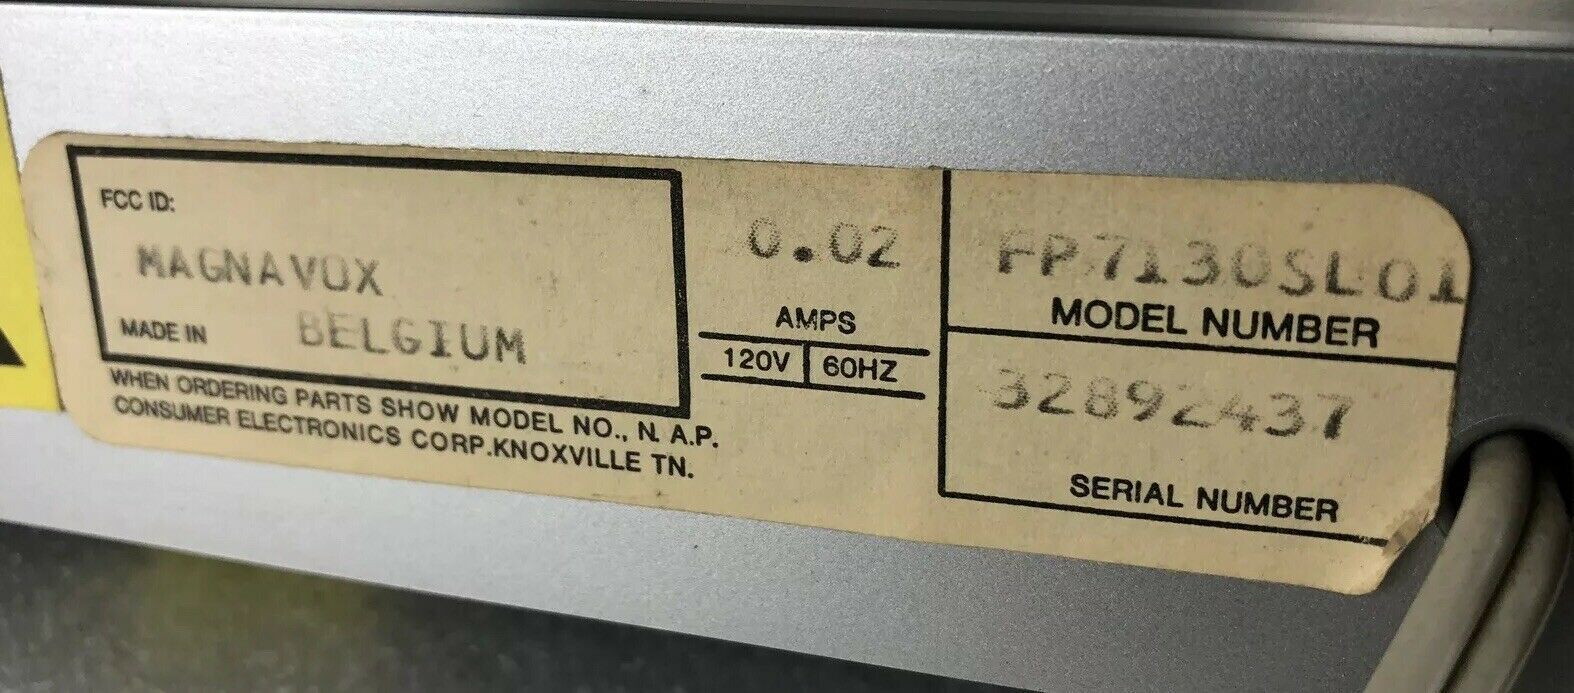 FCC ID:
MAGNAVOX
MADE IN BELGIUM
WHEN ORDERING PARTS SHOW MODEL NO., N. A.P.
CONSUMER ELECTRONICS CORP.KNOXVILLE TN.
0.02
AMPS
120V 60HZ
FP7130SL01
MODEL NUMBER
32892437
SERIAL NUMBER